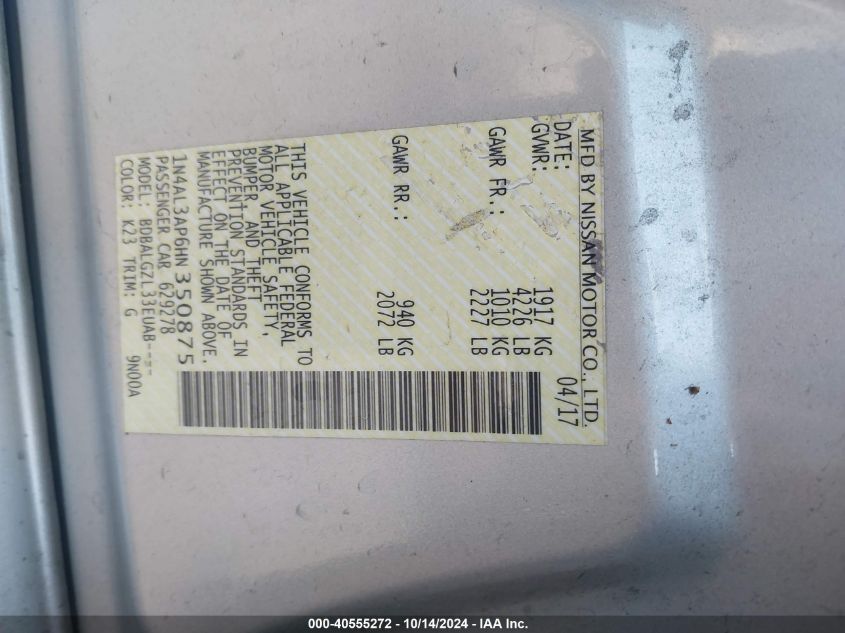 MFD BY NISSAN MOTOR CO., LTD.
DATE: 04/17
GVWR: 1917 KG
4226 LB
GAWR FR.: 1010 KG
2227 LB
GAWR RR.: 940 KG
2072 LB
THIS VEHICLE CONFORMS TO
ALL APPLICABLE FEDERAL
MOTOR VEHICLE SAFETY,
BUMPER, AND THEFT
PREVENTION STANDARDS IN
EFFECT ON THE DATE OF
MANUFACTURE SHOWN ABOVE.
1N4AL3AP6HN350875
PASSENGER CAR 629278
MODEL: BDBALGZL33EUAB----
COLOR: K23 TRIM: G 9N00A
000-40555272 - 10/14/2024 - IAA Inc.